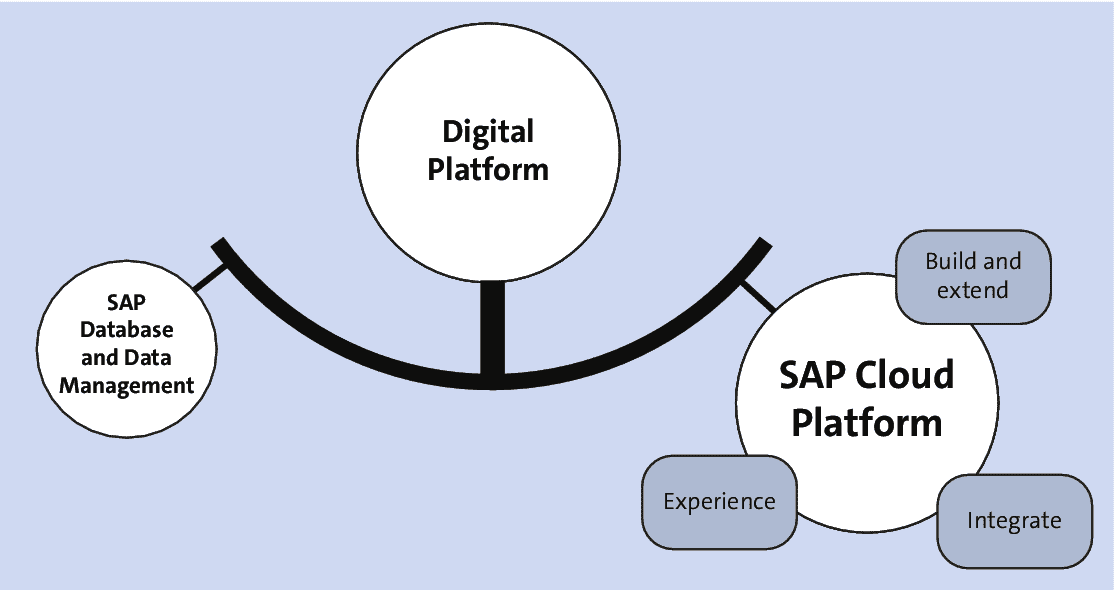 Digital
Platform
SAP
Database
and Data
Management
Build and
extend
SAP Cloud
Platform
Experience
Integrate